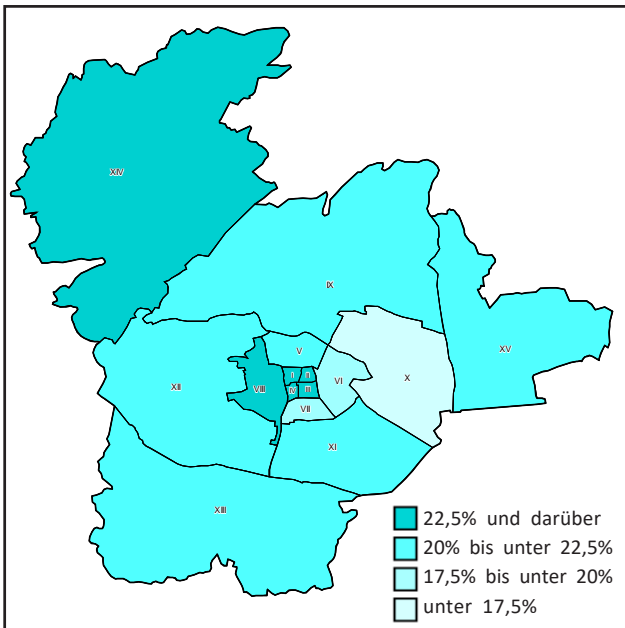 XIV
IX
XV
V
I
II
VIII
VI
X
XII
IV
III
VII
XI
XIII
22,5% und darüber
20% bis unter 22,5%
17,5% bis unter 20%
unter 17,5%